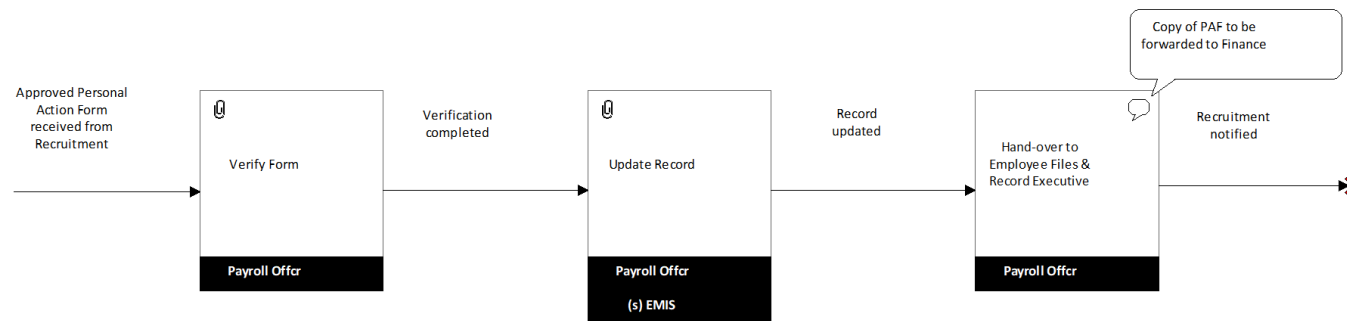 Copy of PAF to be
forwarded to Finance
Approved Personal
Action Form
received from
Recruitment
Verify Form
Payroll Offcr
Verification
completed
Update Record
Payroll Offcr
(s) EMIS
Record
updated
Hand-over to
Employee Files &
Record Executive
Payroll Offcr
Recruitment
notified